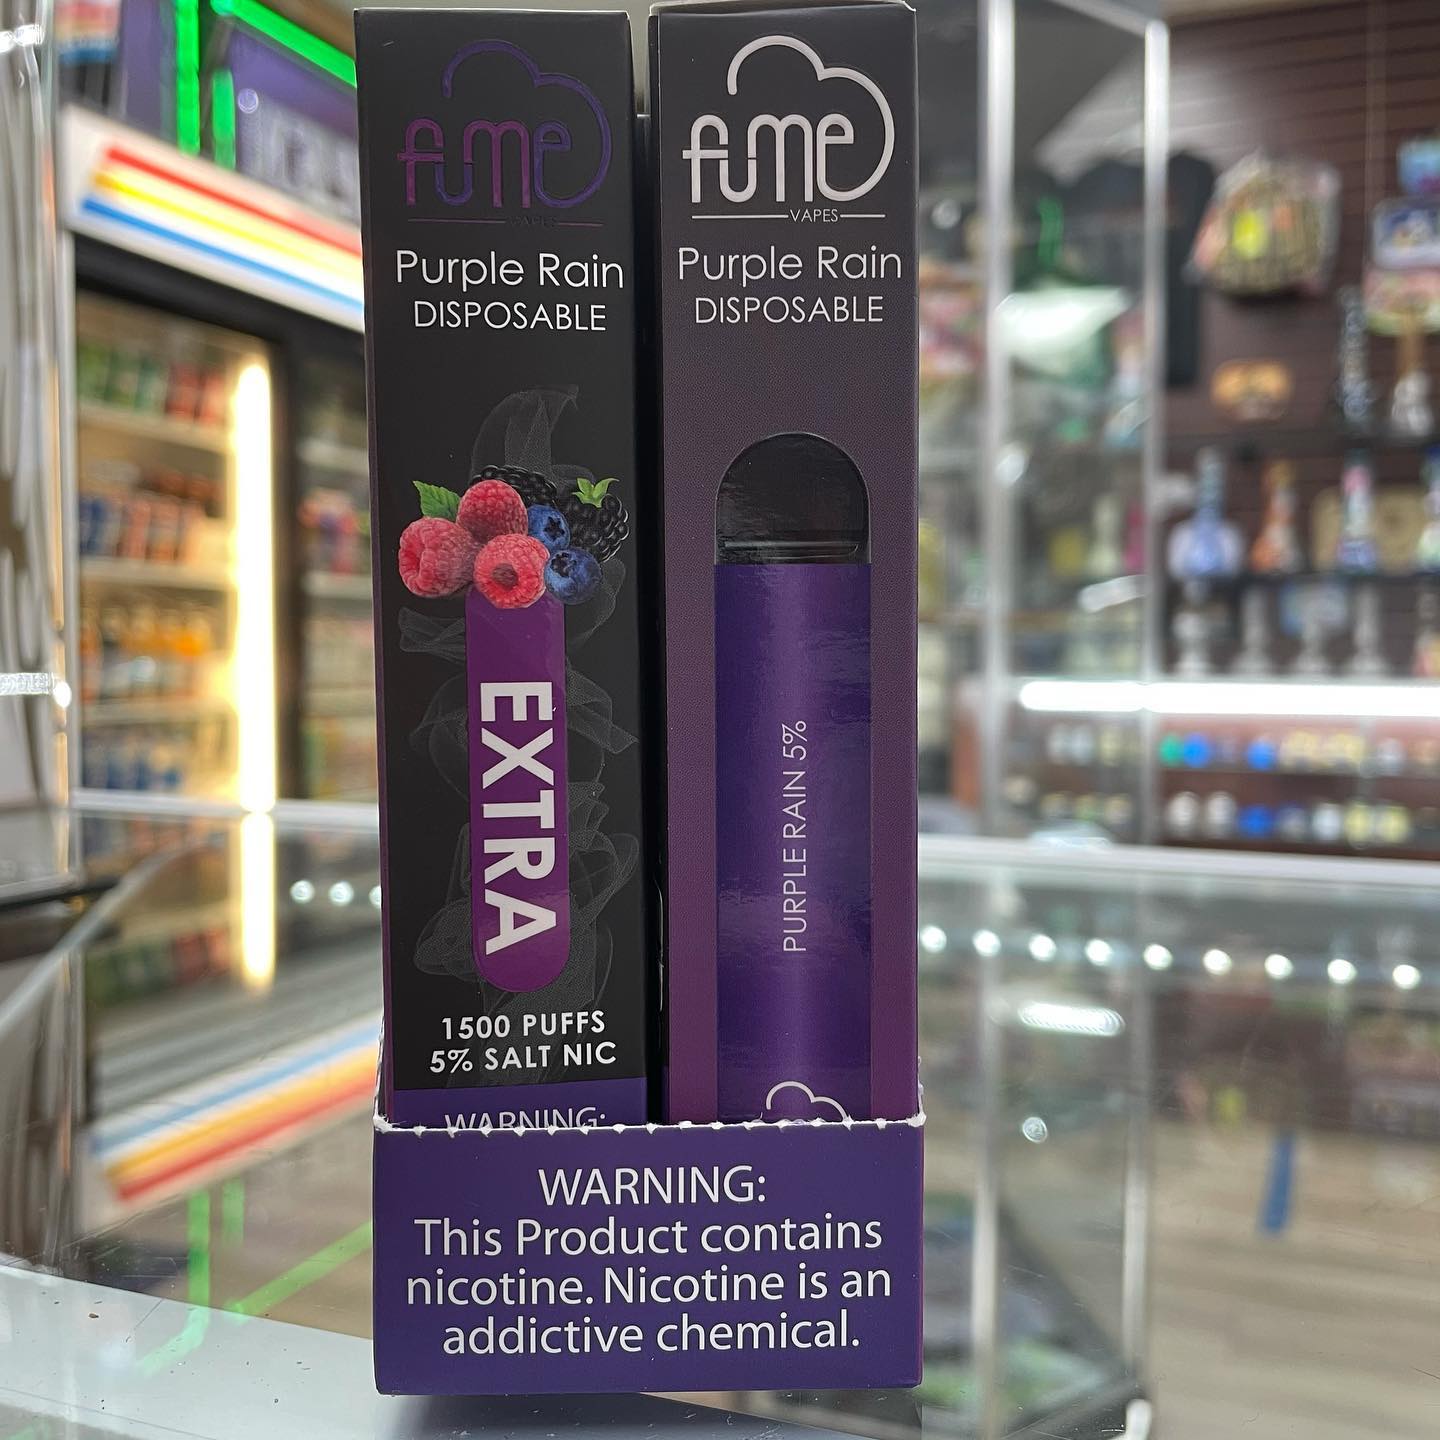 fume
VAPES
Purple Rain
DISPOSABLE
EXTRA
1500 PUFFS
5% SALT NIC
WARNING:
fume
VAPES
Purple Rain
DISPOSABLE
PURPLE RAIN 5%
WARNING:
This Product contains
nicotine. Nicotine is an
addictive chemical.